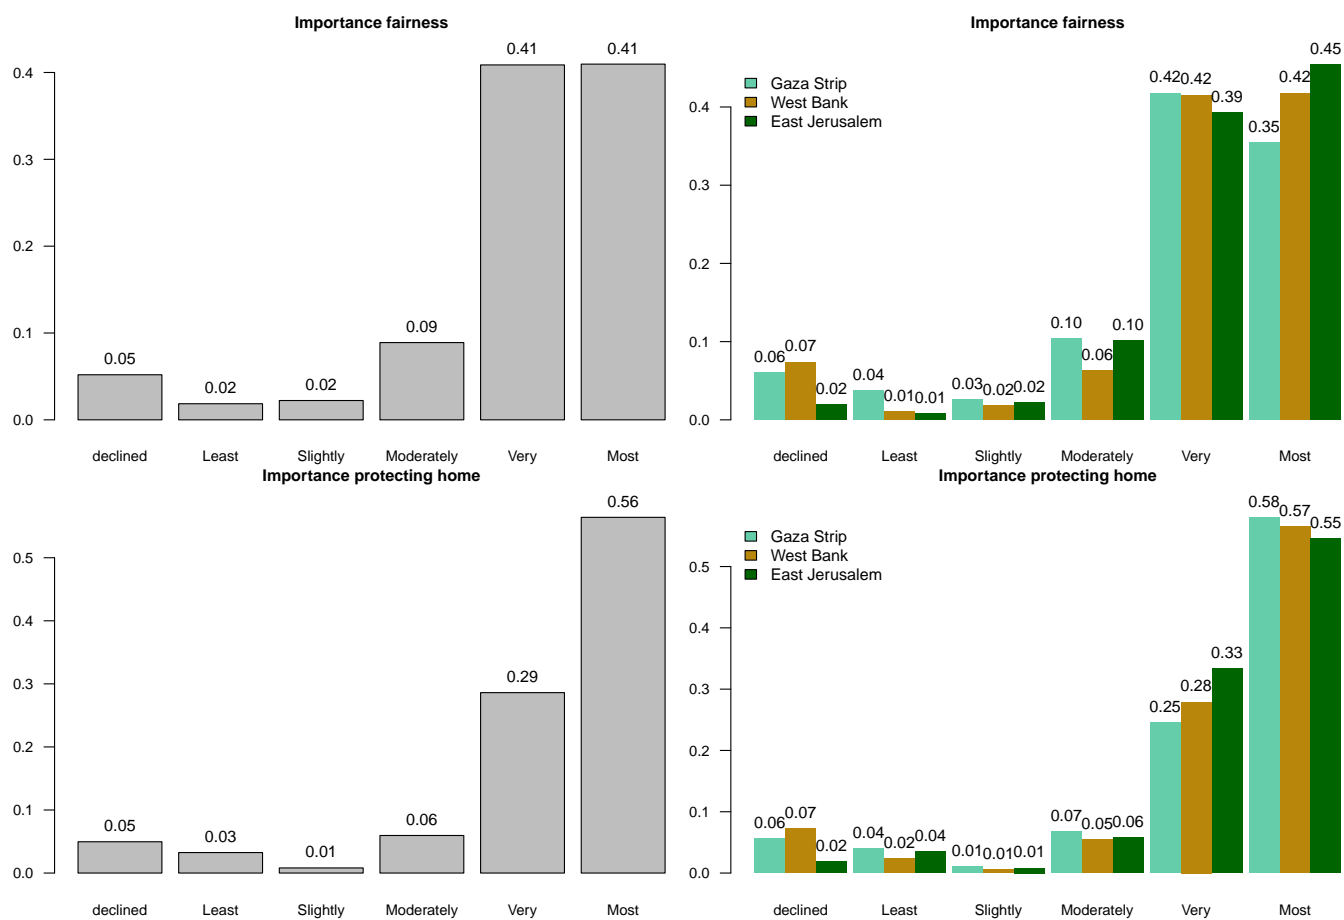 Importance fairness
0.4
0.3
0.2
0.1
0.0
0.05
0.02
0.02
0.09
0.41
0.41
declined Least Slightly Moderately Very Most
Importance fairness
Gaza Strip
West Bank
East Jerusalem
0.4
0.3
0.2
0.1
0.0
0.06 0.07 0.02
0.04 0.01 0.01
0.03 0.02 0.02
0.10 0.06 0.10
0.42 0.42 0.39
0.35 0.42 0.45
declined Least Slightly Moderately Very Most
Importance protecting home
0.5
0.4
0.3
0.2
0.1
0.0
0.05
0.03
0.01
0.06
0.29
0.56
declined Least Slightly Moderately Very Most
Importance protecting home
Gaza Strip
West Bank
East Jerusalem
0.5
0.4
0.3
0.2
0.1
0.0
0.06 0.07 0.02
0.04 0.02 0.04
0.01 0.01 0.01
0.07 0.05 0.06
0.25 0.28 0.33
0.58 0.57 0.55
declined Least Slightly Moderately Very Most